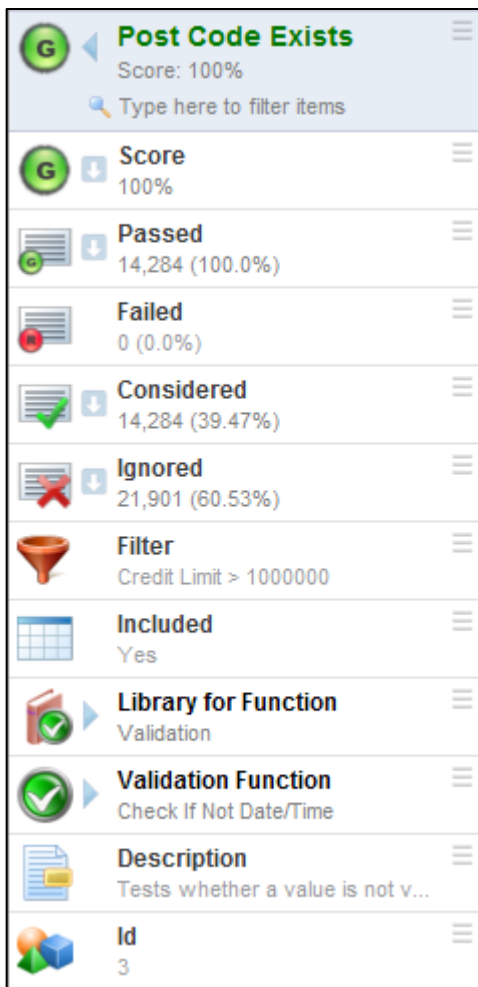 G
Post Code Exists
Score: 100%
Type here to filter items
G
Score
100%
G
Passed
14,284 (100.0%)
R
Failed
0 (0.0%)
Considered
14,284 (39.47%)
Ignored
21,901 (60.53%)
Filter
Credit Limit > 1000000
Included
Yes
Library for Function
Validation
Validation Function
Check If Not Date/Time
Description
Tests whether a value is not v...
Id
3